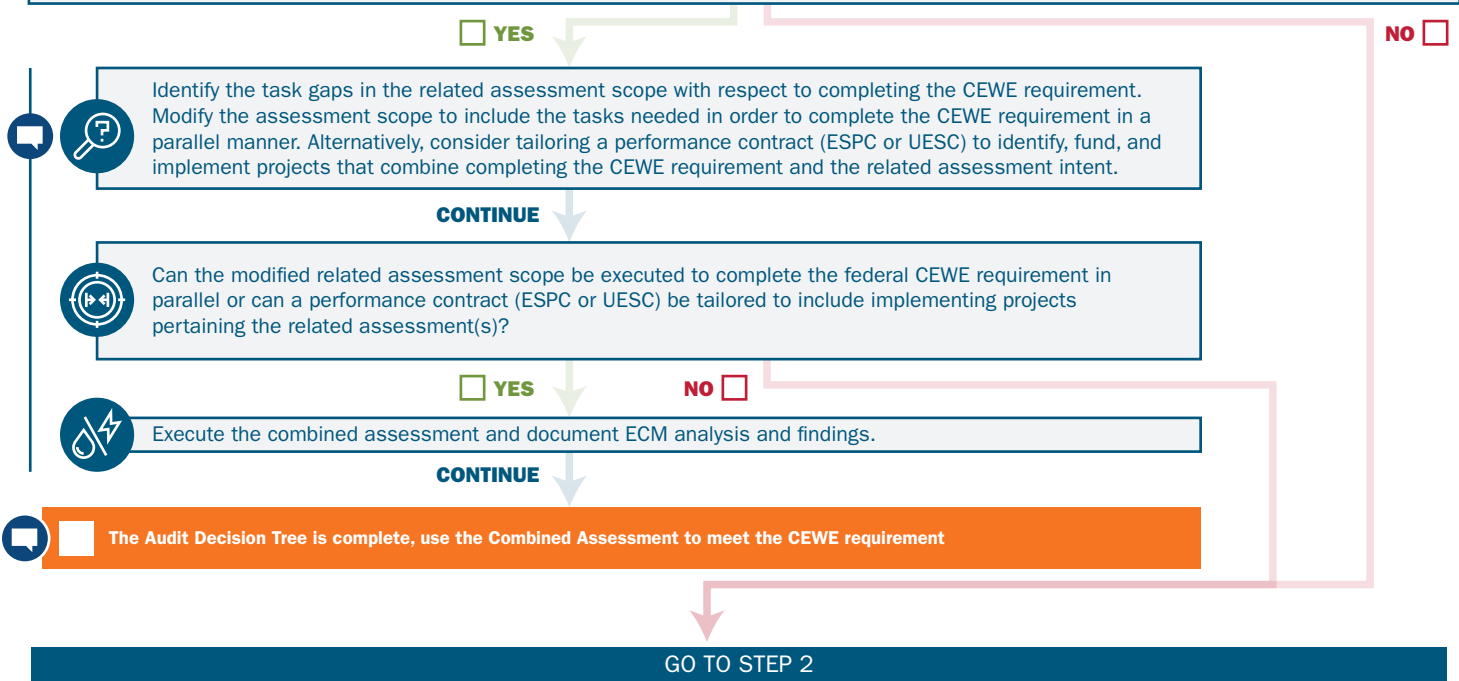 YES
NO
Identify the task gaps in the related assessment scope with respect to completing the CEWE requirement.
Modify the assessment scope to include the tasks needed in order to complete the CEWE requirement in a
parallel manner. Alternatively, consider tailoring a performance contract (ESPC or UESC) to identify, fund, and
implement projects that combine completing the CEWE requirement and the related assessment intent.
CONTINUE
Can the modified related assessment scope be executed to complete the federal CEWE requirement in
parallel or can a performance contract (ESPC or UESC) be tailored to include implementing projects
pertaining the related assessment(s)?
YES
NO
Execute the combined assessment and document ECM analysis and findings.
CONTINUE
The Audit Decision Tree is complete, use the Combined Assessment to meet the CEWE requirement
GO TO STEP 2